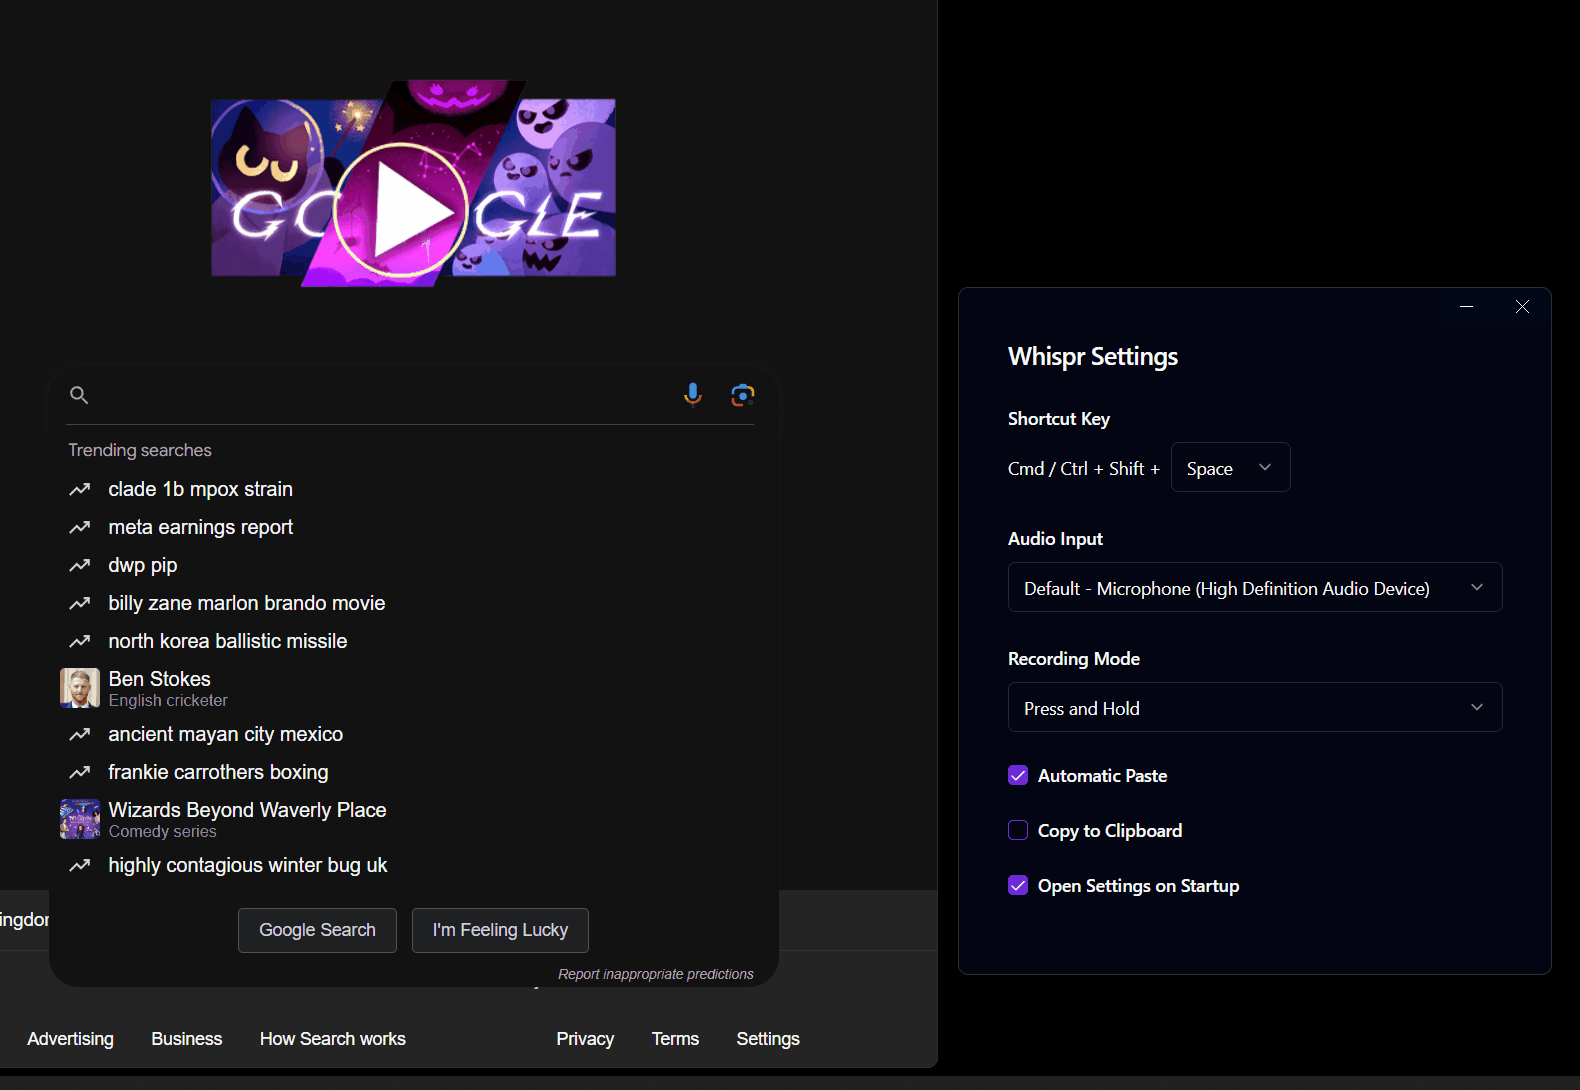 GOOGLE
Trending searches
clade 1b mpox strain
meta earnings report
dwp pip
billy zane marlon brando movie
north korea ballistic missile
Ben Stokes
English cricketer
ancient mayan city mexico
frankie carrothers boxing
Wizards Beyond Waverly Place
Comedy series
highly contagious winter bug uk
Google Search
I'm Feeling Lucky
Report inappropriate predictions
Advertising
Business
How Search works
Privacy
Terms
Settings
Whispr Settings
Shortcut Key
Cmd / Ctrl + Shift + Space
Audio Input
Default - Microphone (High Definition Audio Device)
Recording Mode
Press and Hold
Automatic Paste
Copy to Clipboard
Open Settings on Startup